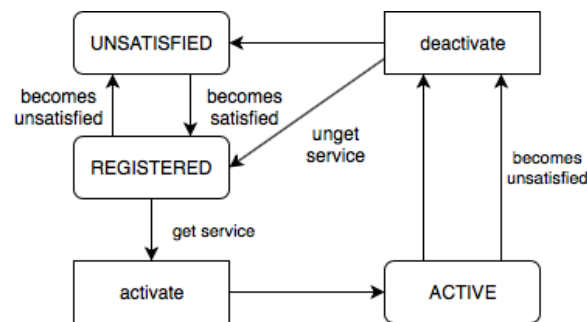 UNSATISFIED
deactivate
becomes
unsatisfied
becomes
satisfied
unget
service
becomes
unsatisfied
REGISTERED
get service
activate
ACTIVE